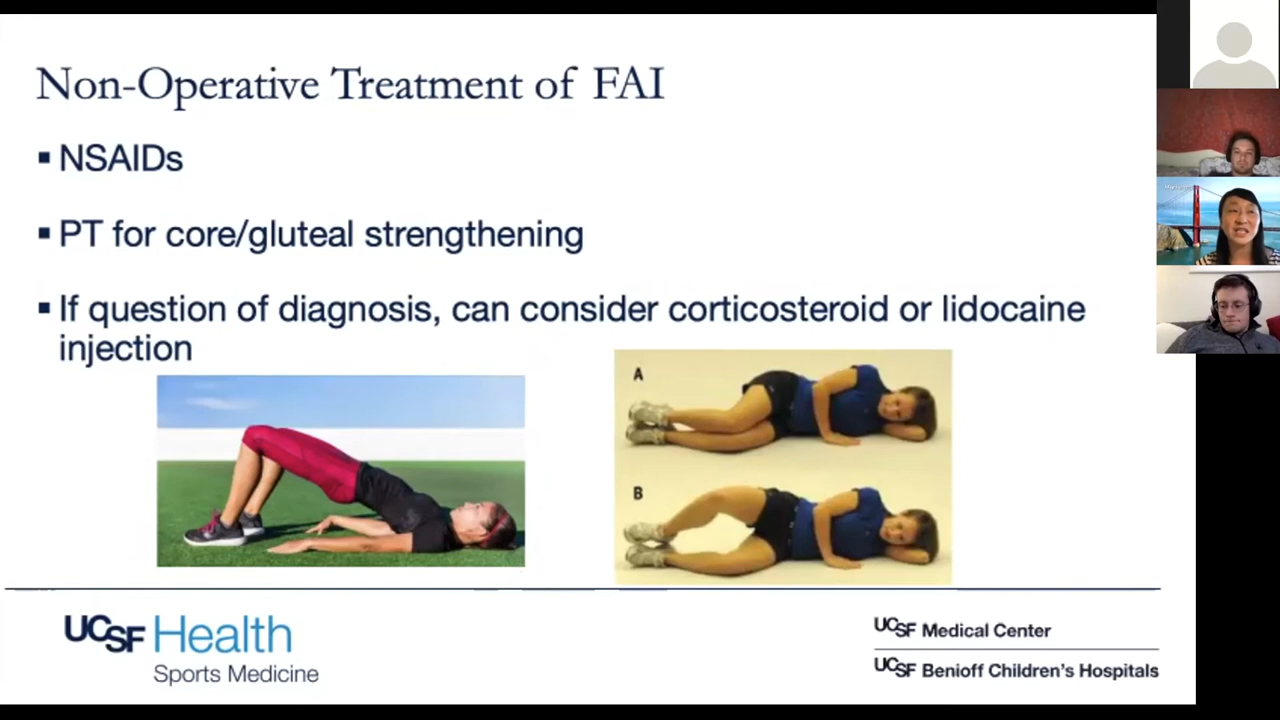 Non-Operative Treatment of FAI
▪ NSAIDs
▪ PT for core/gluteal strengthening
▪ If question of diagnosis, can consider corticosteroid or lidocaine
injection
A
B
UCSF Health
Sports Medicine
UCSF Medical Center
UCSF Benioff Children's Hospitals